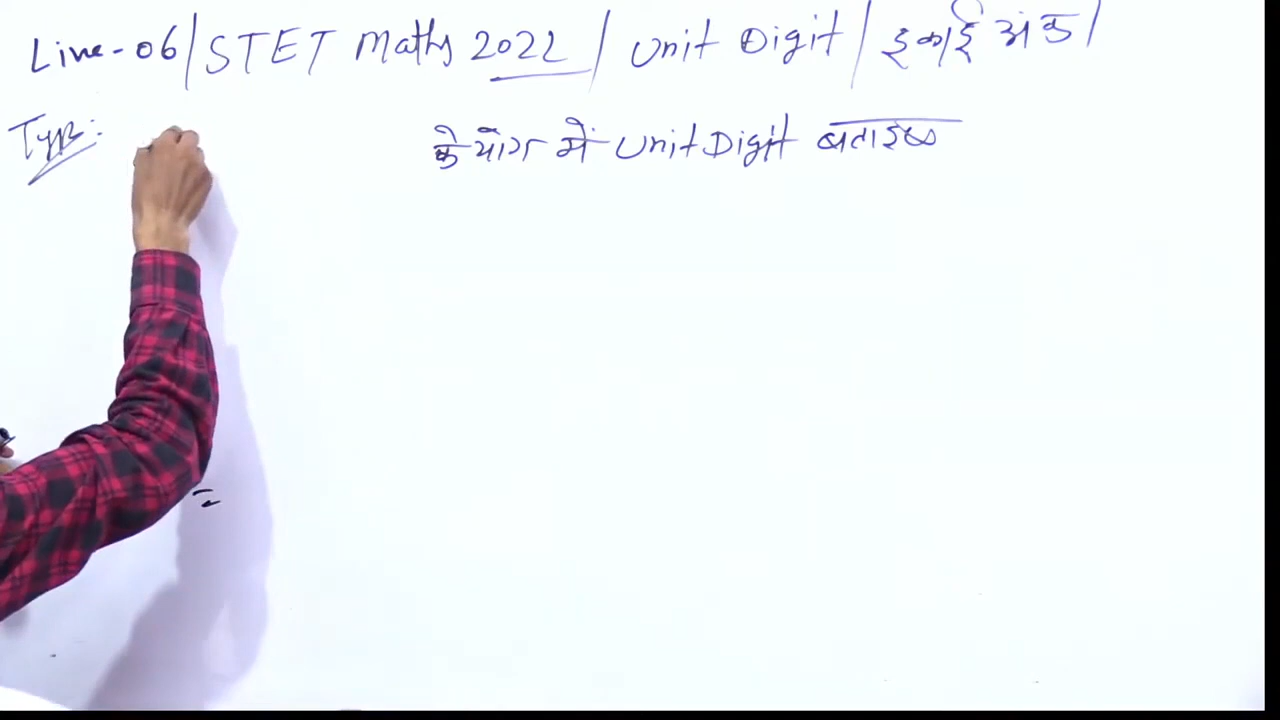 Live-06/STET Maths 2022/Unit Digit/इकाई अंक/
Type: के योग में Unit Digit बताइए